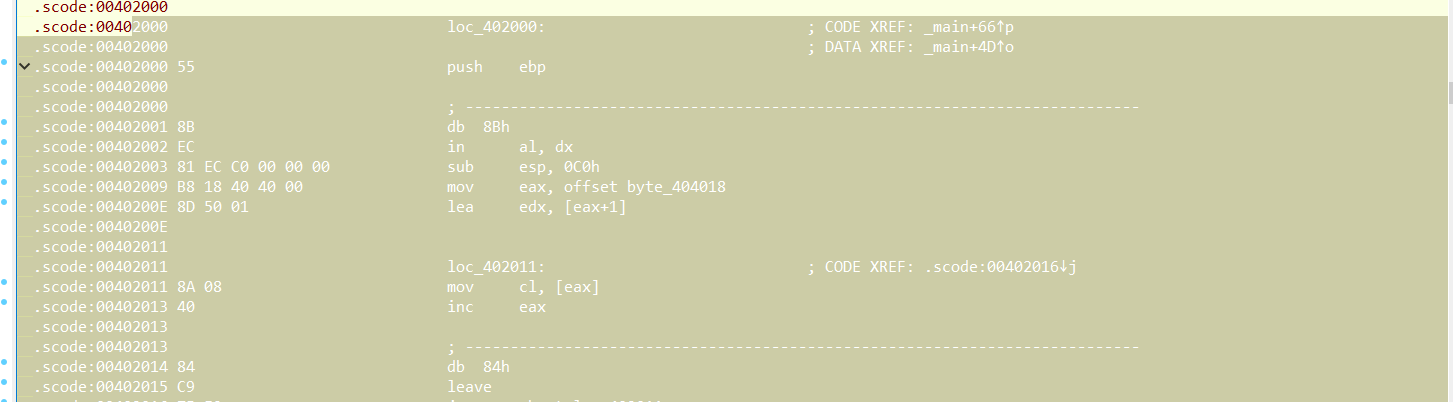 .scode:00402000
.scode:00402000 loc_402000: ; CODE XREF: _main+66↑p
.scode:00402000 ; DATA XREF: _main+4D↑o
.scode:00402000 55 push ebp
.scode:00402000
.scode:00402000 ; ---------------------------------------------------------------------------
.scode:00402001 8B db 8Bh
.scode:00402002 EC in al, dx
.scode:00402003 81 EC C0 00 00 00 sub esp, 0C0h
.scode:00402009 B8 18 40 40 00 mov eax, offset byte_404018
.scode:0040200E 8D 50 01 lea edx, [eax+1]
.scode:0040200E
.scode:00402011
.scode:00402011 loc_402011: ; CODE XREF: .scode:00402016↓j
.scode:00402011 8A 08 mov cl, [eax]
.scode:00402013 40 inc eax
.scode:00402013
.scode:00402013 ; ---------------------------------------------------------------------------
.scode:00402014 84 db 84h
.scode:00402015 C9 leave